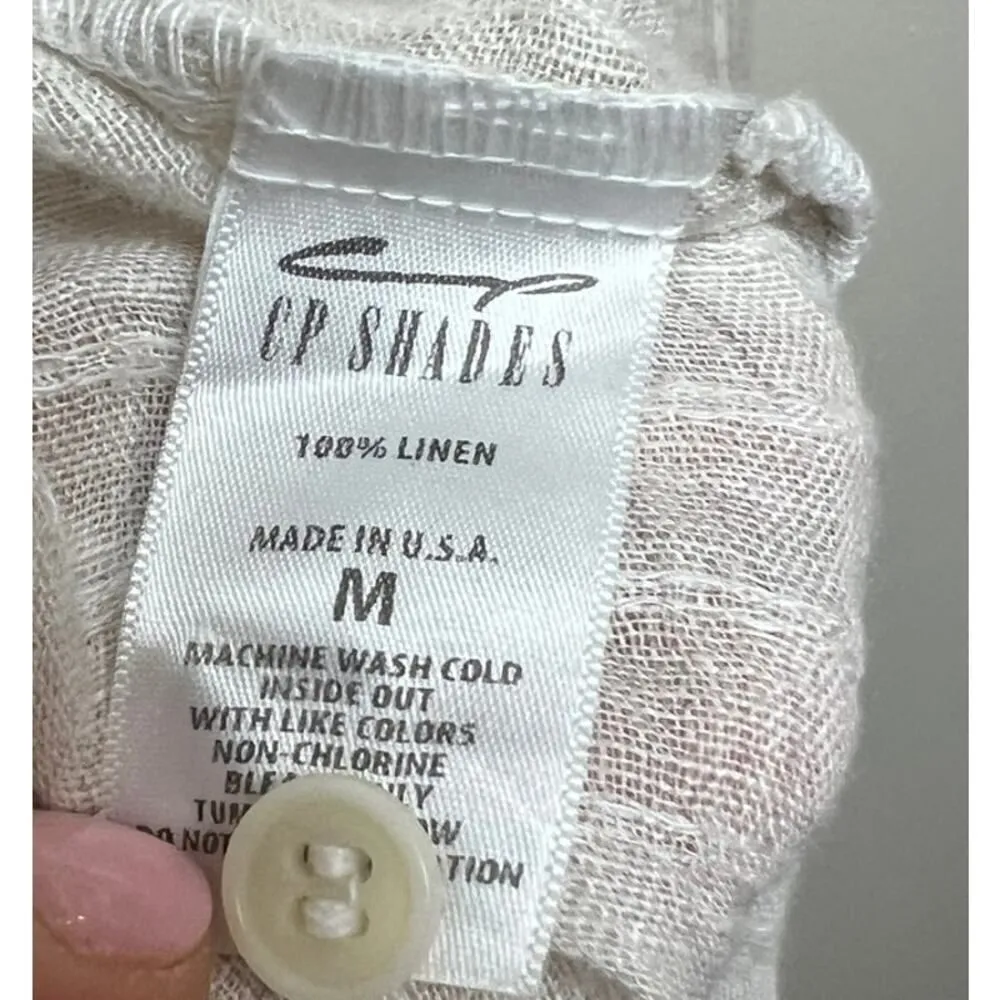 CP SHADES
100% LINEN
MADE IN U.S.A.
M
MACHINE WASH COLD
INSIDE OUT
WITH LIKE COLORS
NON-CHLORINE